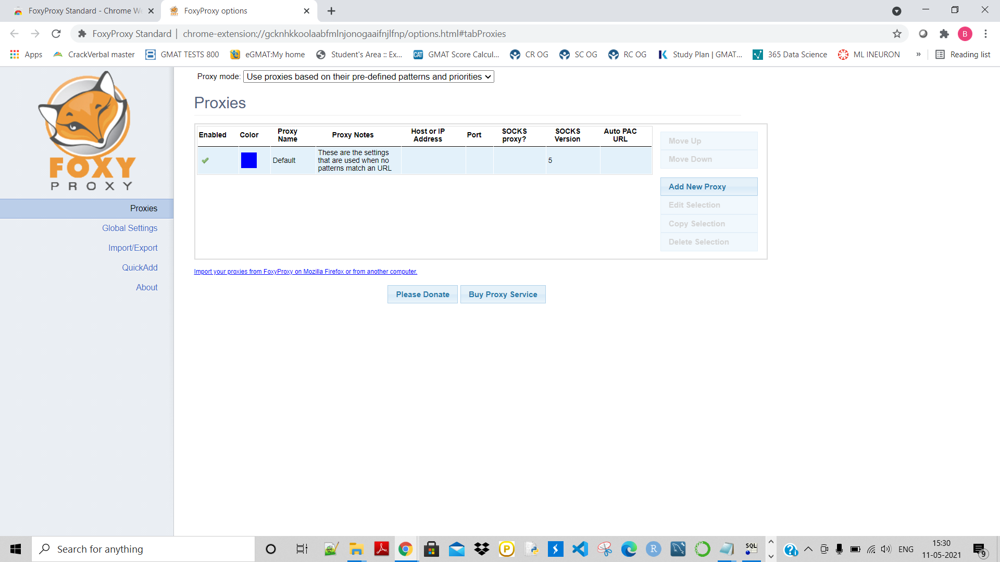 FoxyProxy Standard - Chrome We
FoxyProxy options
FoxyProxy Standard | chrome-extension://gcknhkkoolaabfmlnjonogaaifnjlfnp/options.html#tabProxies
B
Apps
CrackVerbal master
GMAT TESTS 800
eGMAT:My home
Student's Area :: Ex...
CAT
GMAT Score Calcul...
CR OG
SC OG
RC OG
Study Plan | GMAT...
365 Data Science
ML INEURON
»
Reading list
FOXY
PROXY
Proxies
Global Settings
Import/Export
QuickAdd
About
Proxy mode: Use proxies based on their pre-defined patterns and priorities
Proxies
Enabled Color Proxy Name Proxy Notes Host or IP Address Port SOCKS proxy? SOCKS Version Auto PAC URL
Default These are the settings that are used when no patterns match an URL 5
Move Up
Move Down
Add New Proxy
Edit Selection
Copy Selection
Delete Selection
Import your proxies from FoxyProxy on Mozilla Firefox or from another computer.
Please Donate
Buy Proxy Service
Search for anything
P
R
SQL
ENG
15:30
11-05-2021
9